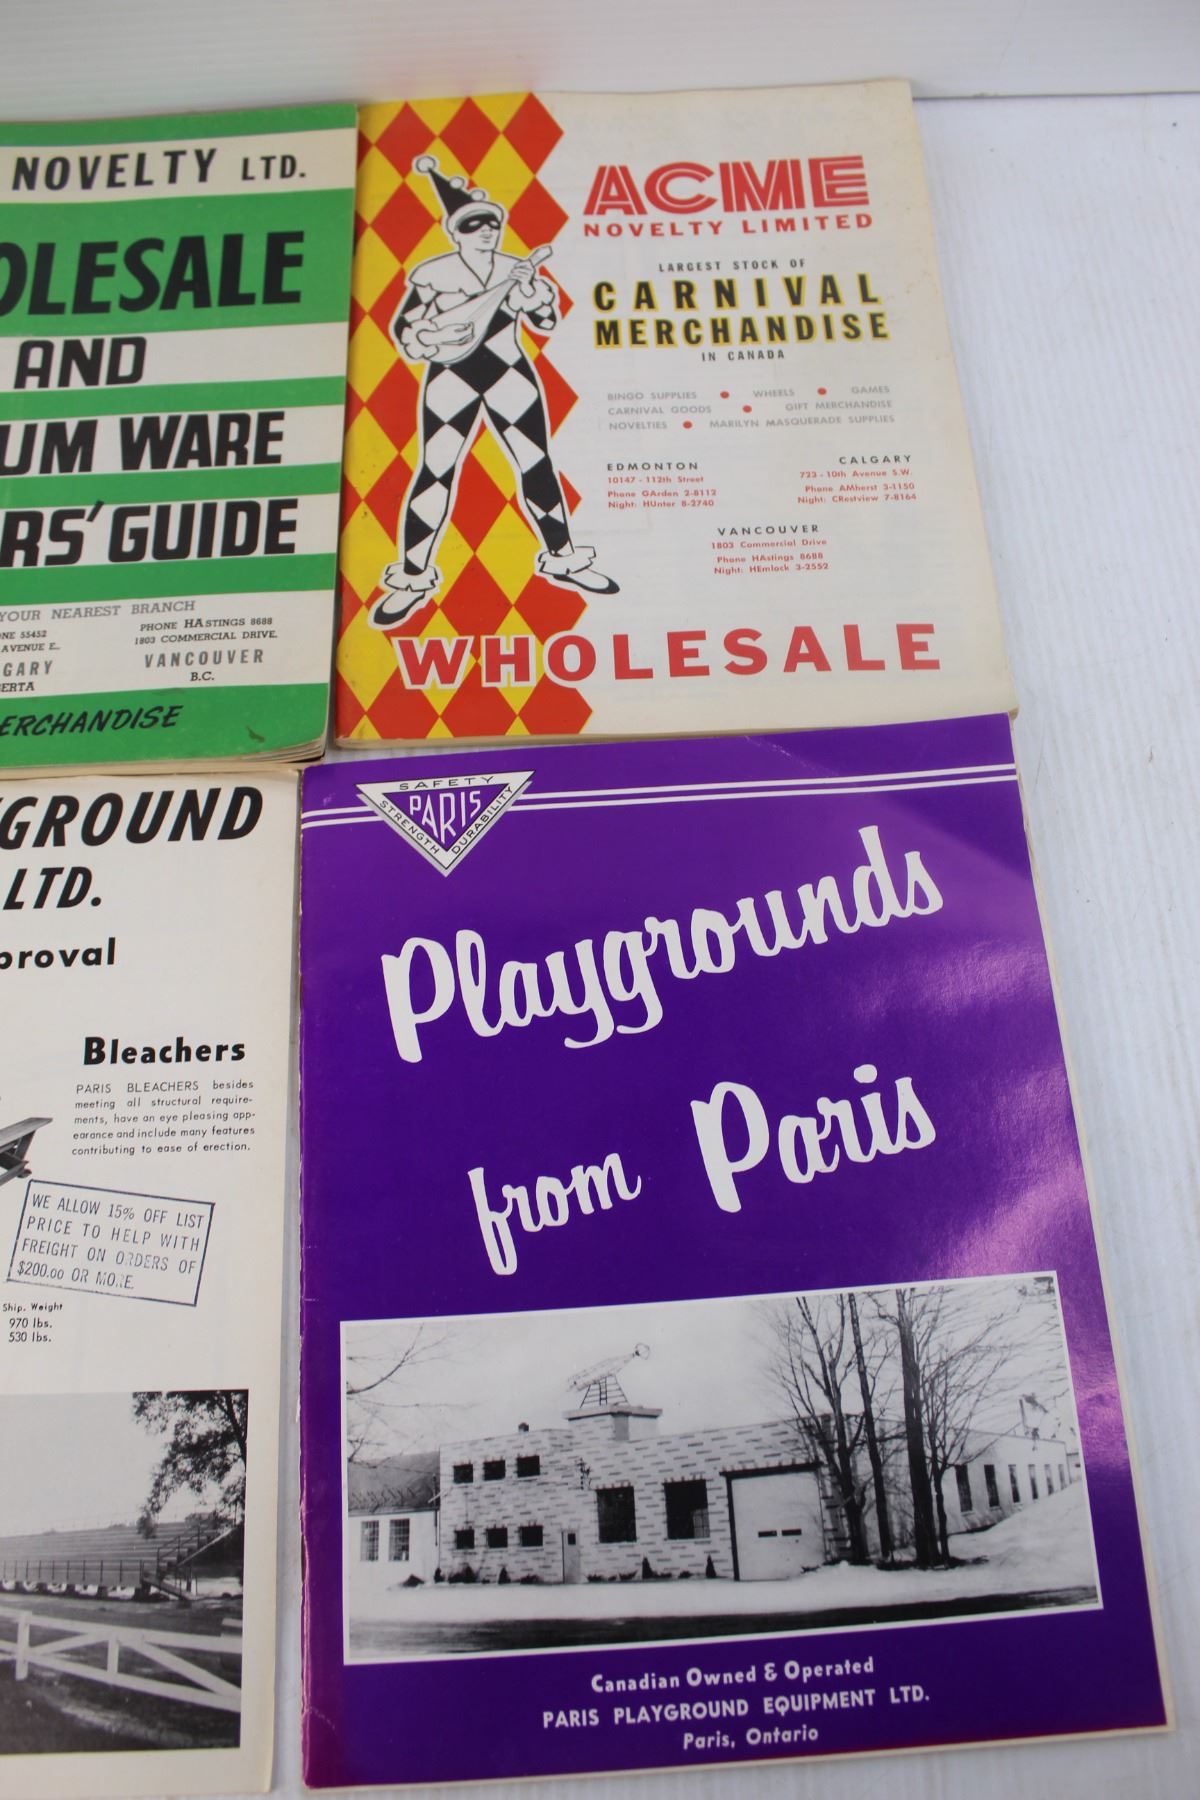 NOVELTY LTD.
OLESALE
AND
UM WARE
RS' GUIDE
YOUR NEAREST BRANCH
NE 55452
AVENUE E.,
GARY
ERTA
PHONE HASTINGS 8688
1803 COMMERCIAL DRIVE,
VANCOUVER
B.C.
ERCHANDISE
ACME
NOVELTY LIMITED
LARGEST STOCK OF
CARNIVAL
MERCHANDISE
IN CANADA
BINGO SUPPLIES • WHEELS • GAMES
CARNIVAL GOODS • GIFT MERCHANDISE
NOVELTIES • MARILYN MASQUERADE SUPPLIES
EDMONTON
10147 - 112th Street
Phone GArden 2-8112
Night: HUnter 8-2740
CALGARY
723 - 10th Avenue S.W.
Phone AMherst 3-1150
Night: CRestview 7-8164
VANCOUVER
1803 Commercial Drive
Phone HAstings 8688
Night: HEmlock 3-2552
WHOLESALE
YGROUND
LTD.
proval
Bleachers
PARIS BLEACHERS besides
meeting all structural require-
ments, have an eye pleasing app-
earance and include many features
contributing to ease of erection.
WE ALLOW 15% OFF LIST
PRICE TO HELP WITH
FREIGHT ON ORDERS OF
$200.00 OR MORE.
Ship. Weight
970 lbs.
530 lbs.
SAFETY
PARIS
STRENGTH
DURABILITY
Playgrounds
from Paris
Canadian Owned & Operated
PARIS PLAYGROUND EQUIPMENT LTD.
Paris, Ontario